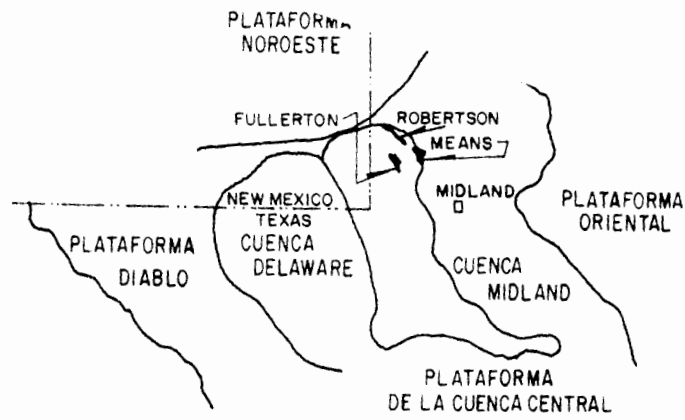 PLATAFORMA
NOROESTE
FULLERTON
ROBERTSON
MEANS
NEW MEXICO
TEXAS
MIDLAND
PLATAFORMA
ORIENTAL
PLATAFORMA
DIABLO
CUENCA
DELAWARE
CUENCA
MIDLAND
PLATAFORMA
DE LA CUENCA CENTRAL